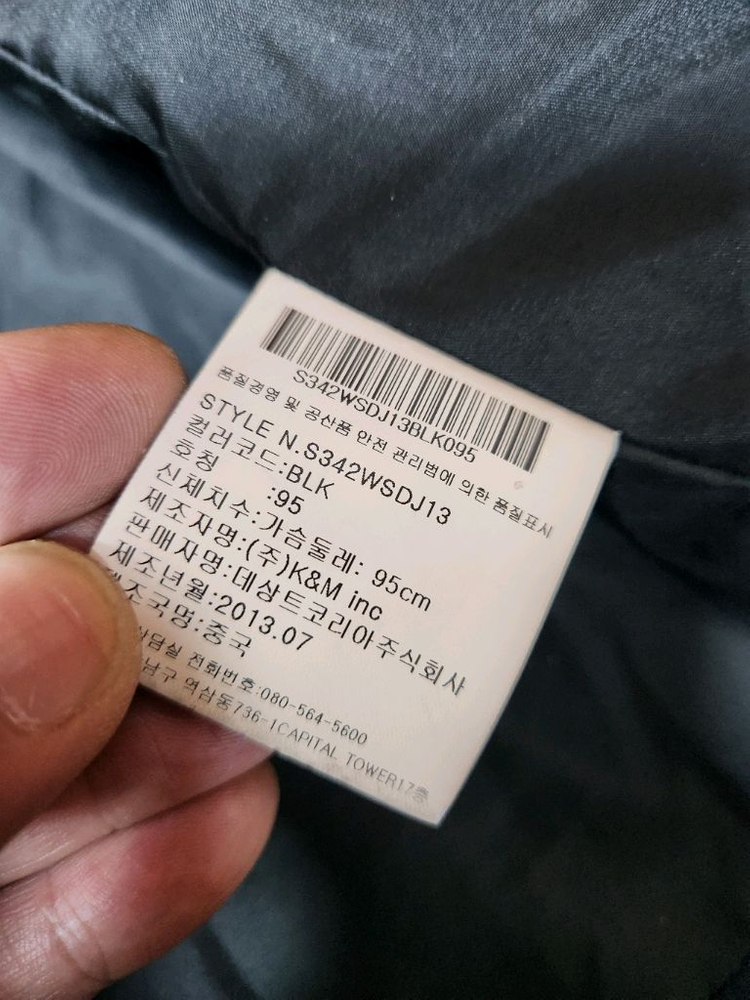 S342WSDJ13BLK095
품질경영 및 공산품 안전 관리법에 의한 품질표시
STYLE N.S342WSDJ13
컬러코드:BLK
호칭 :95
신체치수:가슴둘레: 95cm
제조자명:(주)K&M inc
판매자명:데상트코리아주식회사
제조년월:2013.07
제조국명:중국
상담실 전화번호:080-564-5600
남구 역삼동736-1CAPITAL TOWER17층